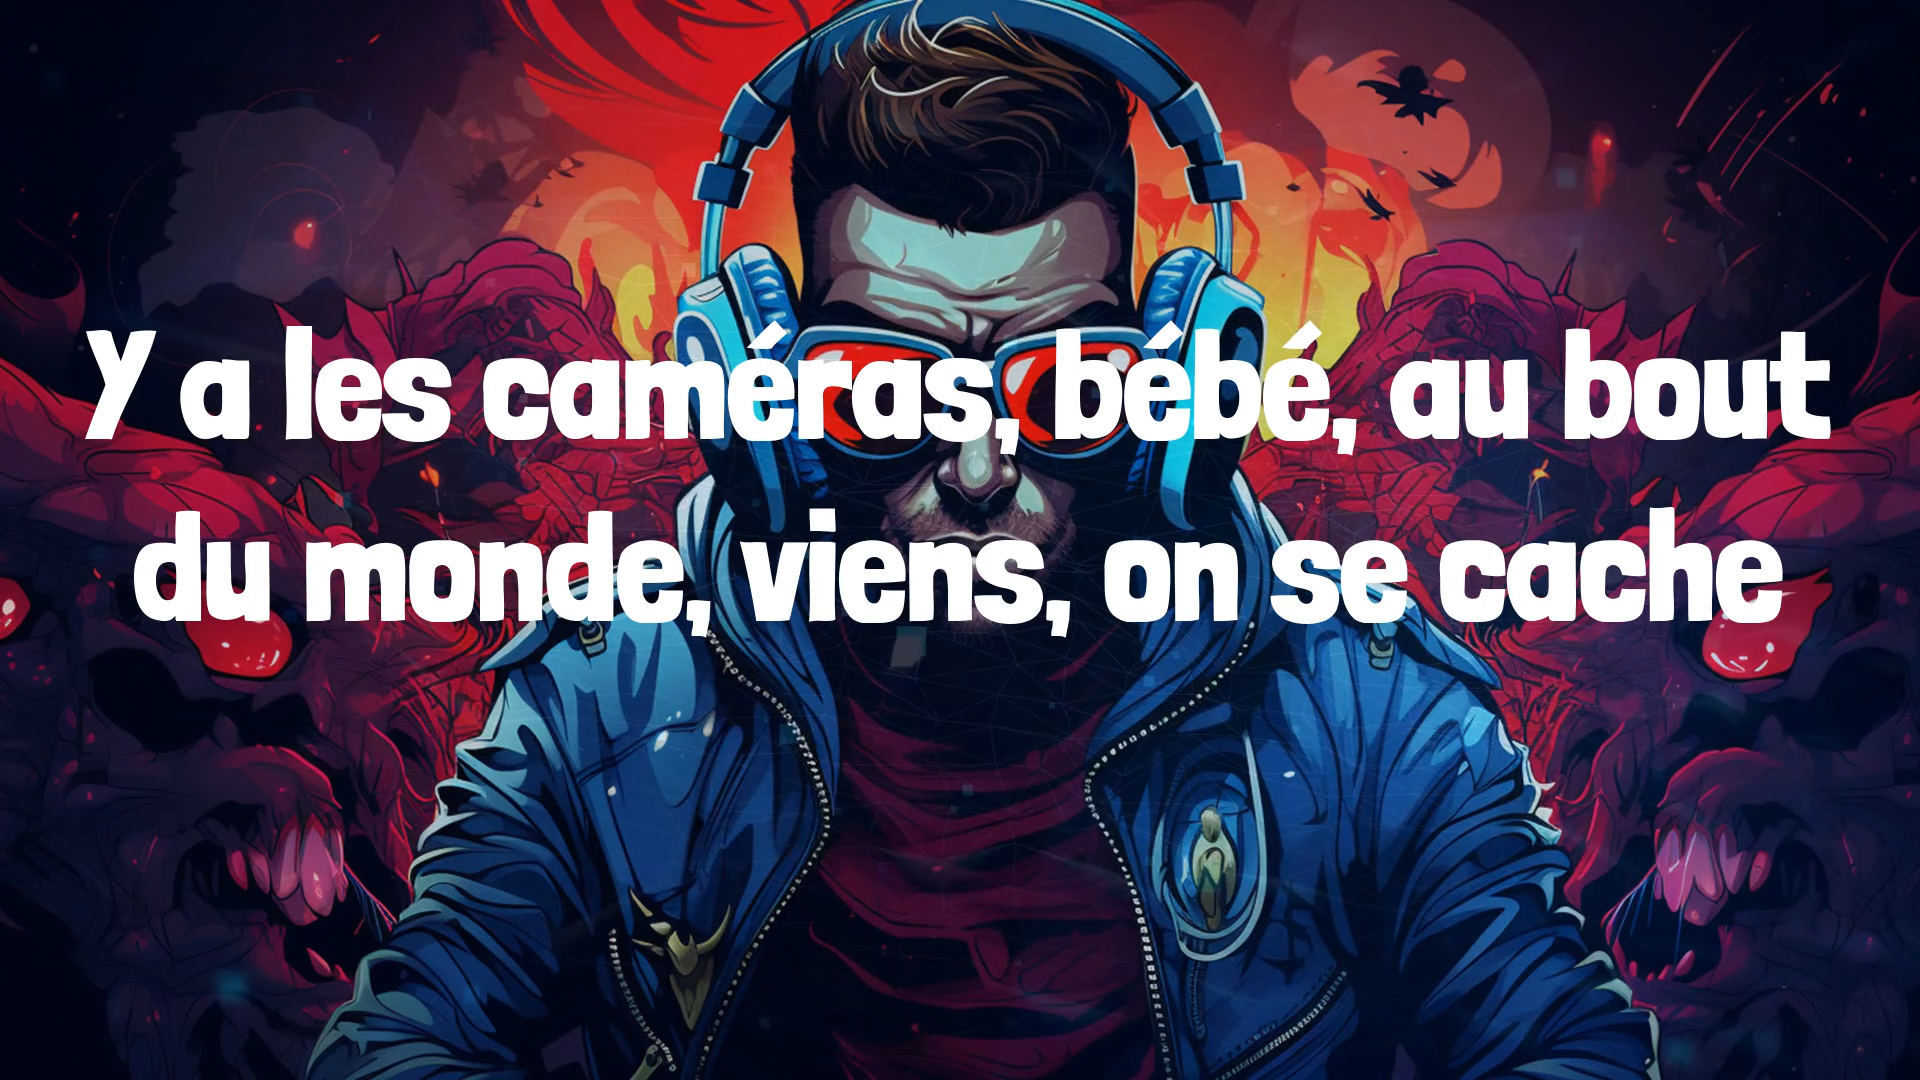 Y a les caméras, bébé, au bout
du monde, viens, on se cache